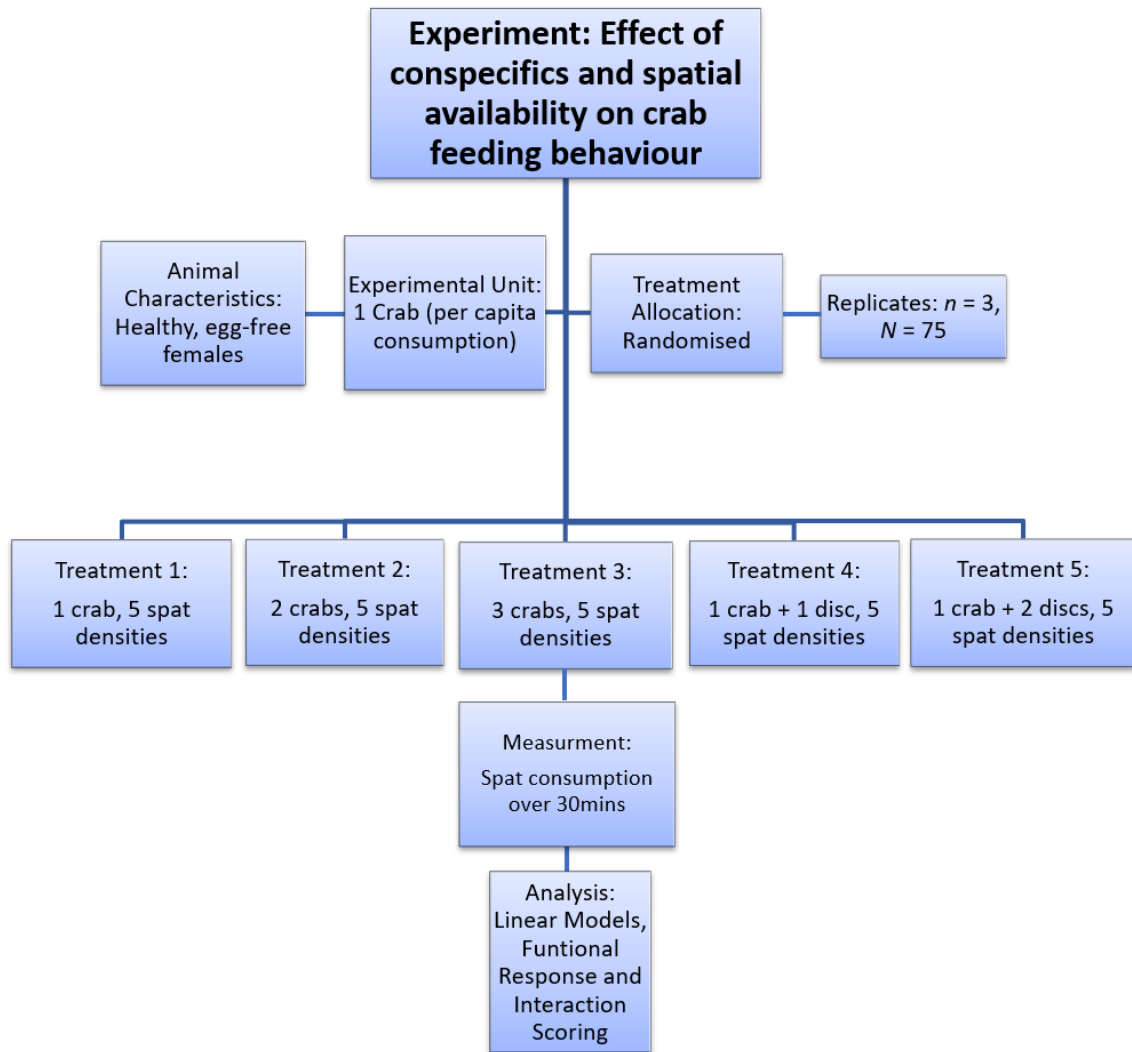 Experiment: Effect of
conspecifics and spatial
availability on crab
feeding behaviour
Animal
Characteristics:
Healthy, egg-free
females
Experimental Unit:
1 Crab (per capita
consumption)
Treatment
Allocation:
Randomised
Replicates: n = 3,
N = 75
Treatment 1:
1 crab, 5 spat
densities
Treatment 2:
2 crabs, 5 spat
densities
Treatment 3:
3 crabs, 5 spat
densities
Treatment 4:
1 crab + 1 disc, 5
spat densities
Treatment 5:
1 crab + 2 discs, 5
spat densities
Measurment:
Spat consumption
over 30mins
Analysis:
Linear Models,
Funtional
Response and
Interaction
Scoring